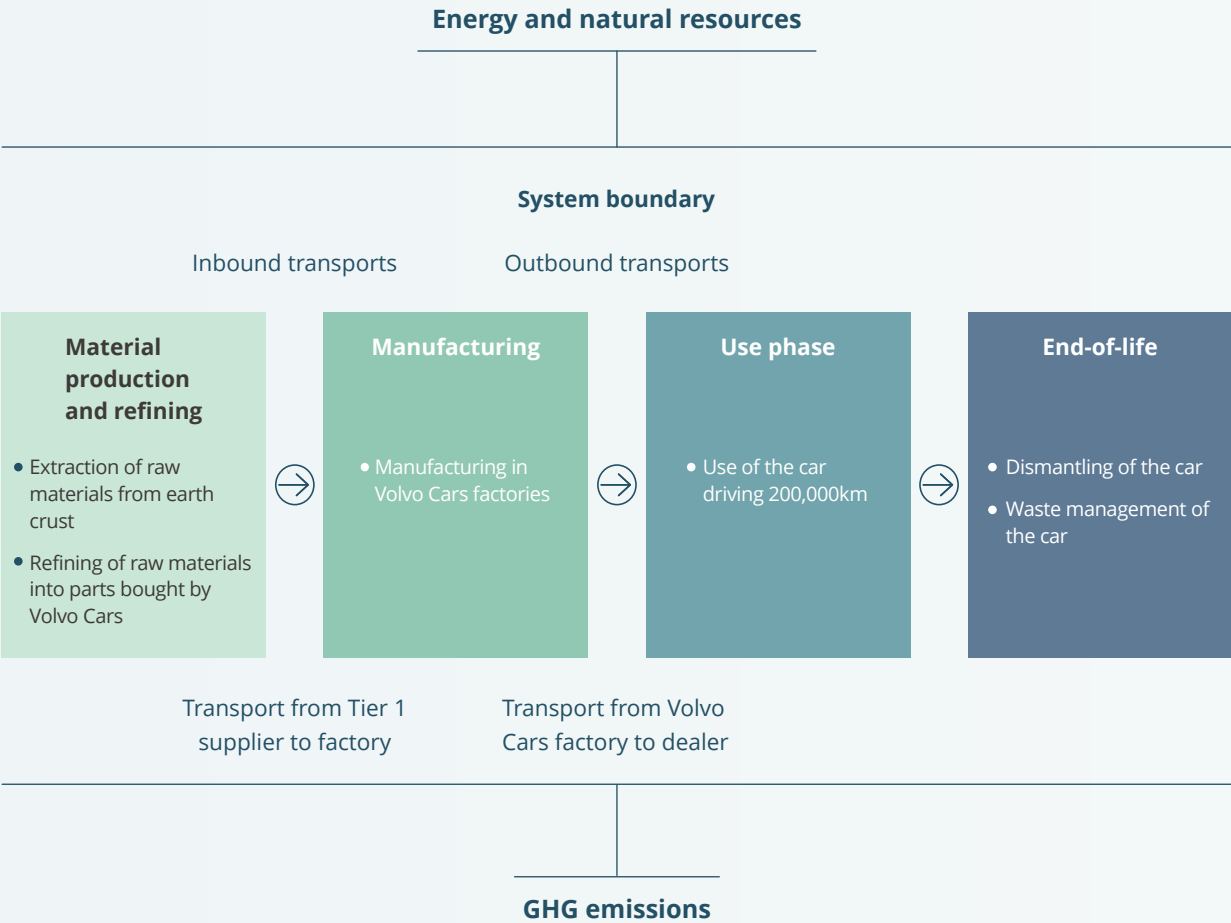 Energy and natural resources
System boundary
Inbound transports
Outbound transports
Material
production
and refining
• Extraction of raw
materials from earth
crust
• Refining of raw materials
into parts bought by
Volvo Cars
Manufacturing
• Manufacturing in
Volvo Cars factories
Use phase
• Use of the car
driving 200,000km
End-of-life
• Dismantling of the car
• Waste management of
the car
Transport from Tier 1
supplier to factory
Transport from Volvo
Cars factory to dealer
GHG emissions